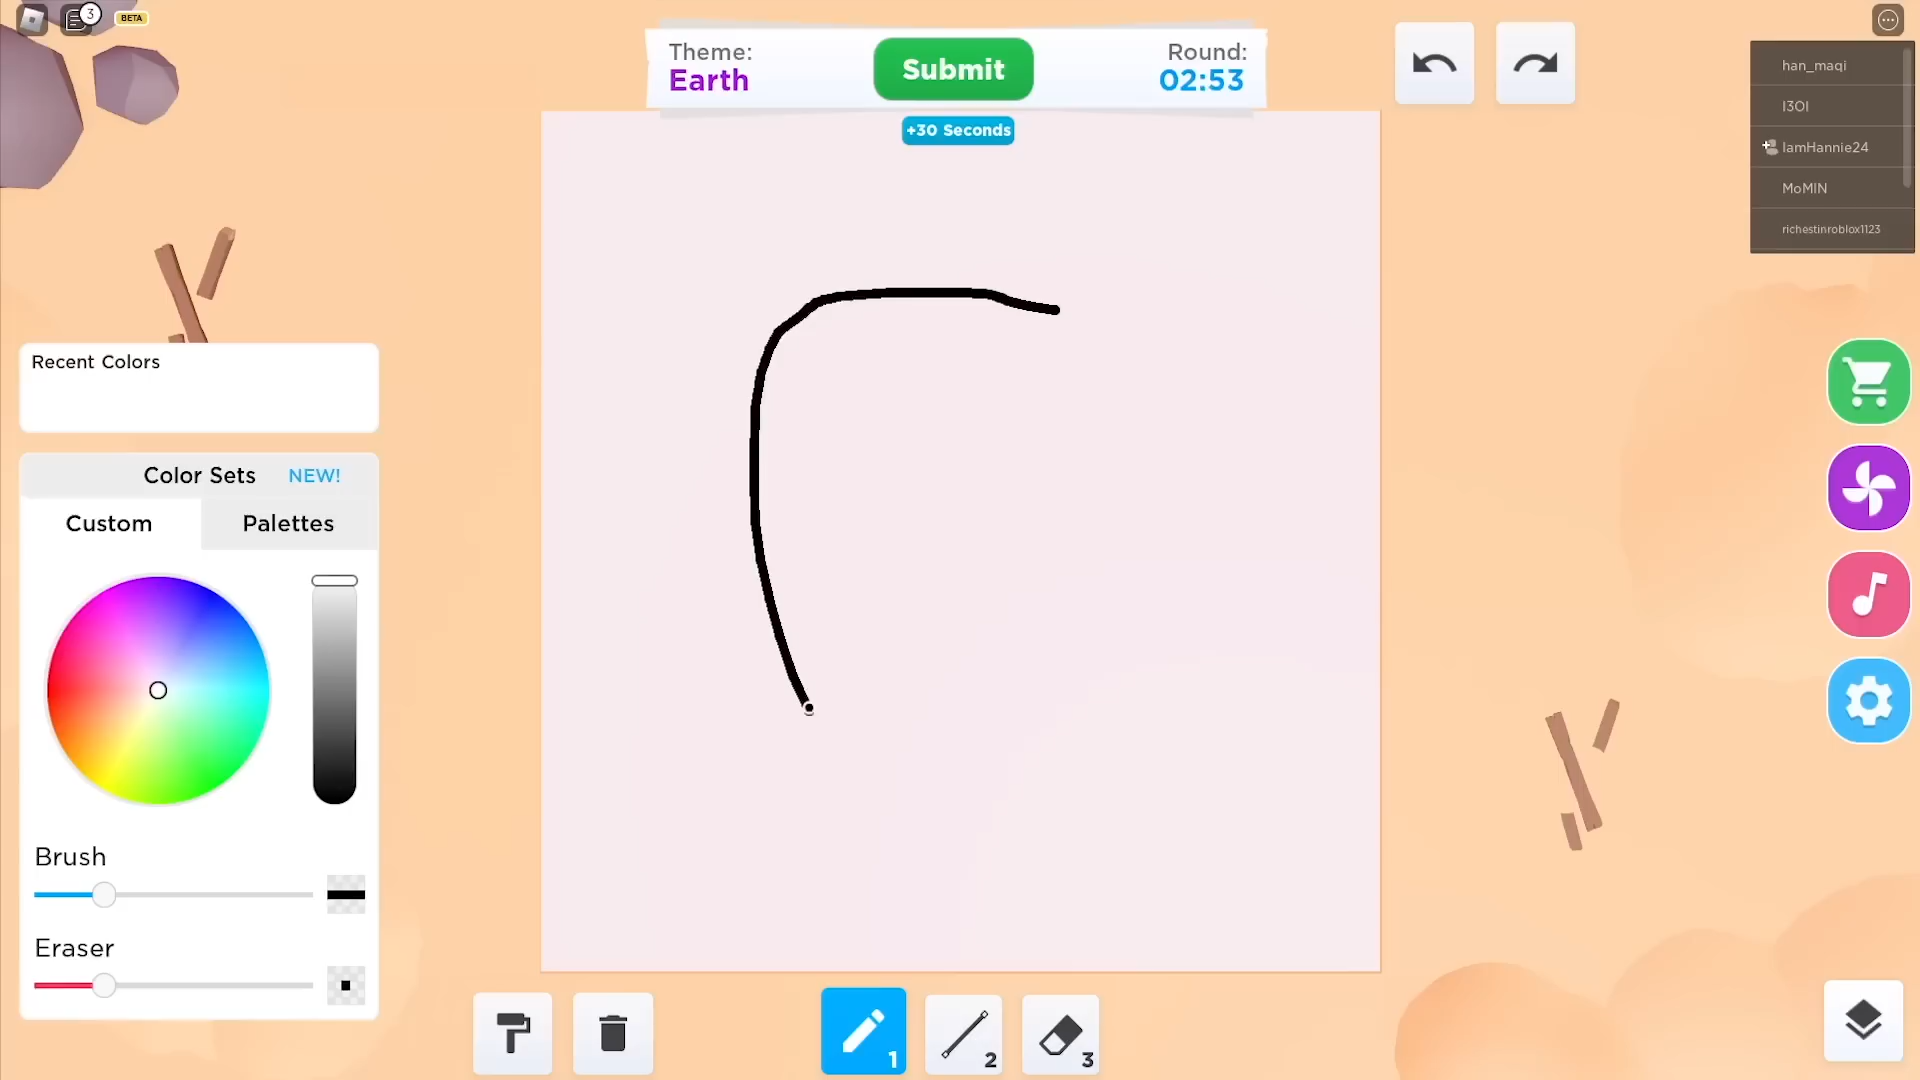 3
BETA
Theme:
Earth
Submit
Round:
02:53
+30 Seconds
han_maqi
I3OI
IamHannie24
MoMIN
richestinroblox1123
Recent Colors
Color Sets NEW!
Custom Palettes
Brush
Eraser
1
2
3